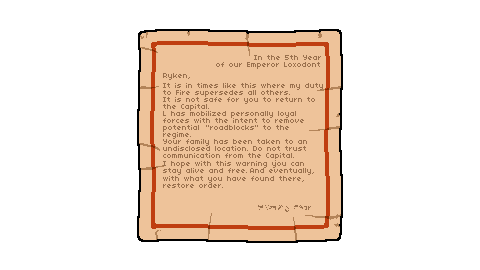 In the 5th Year
of our Emperor Loxodont
Ryken,
It is in times like this where my duty
to Fire supersedes all others.
It is not safe for you to return to
the Capital.
L has mobilized personally loyal
forces with the intent to remove
potential "roadblocks" to the
regime.
Your family has been taken to an
undisclosed location. Do not trust
communication from the Capital.
I hope with this warning you can
stay alive and free. And eventually,
with what you have found there,
restore order.